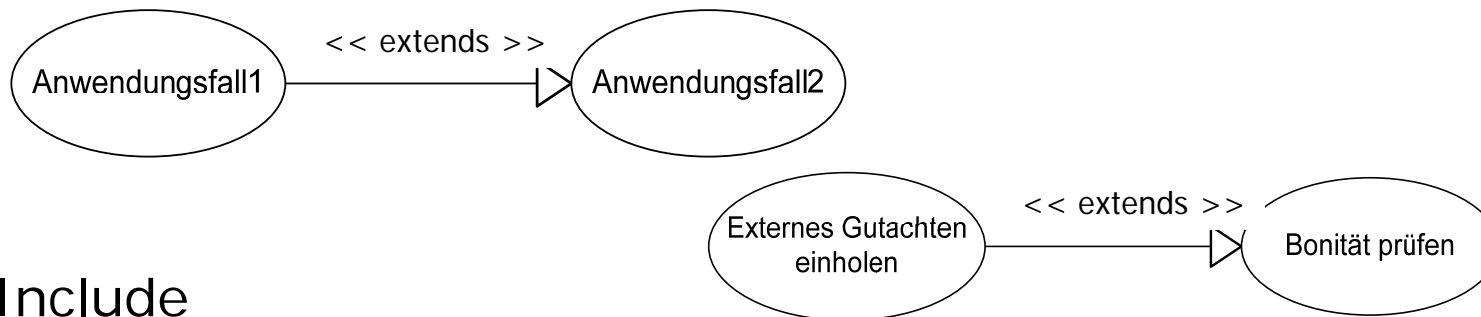 << extends >>
Anwendungsfall1
Anwendungsfall2
<< extends >>
Externes Gutachten
einholen
Bonität prüfen
Include